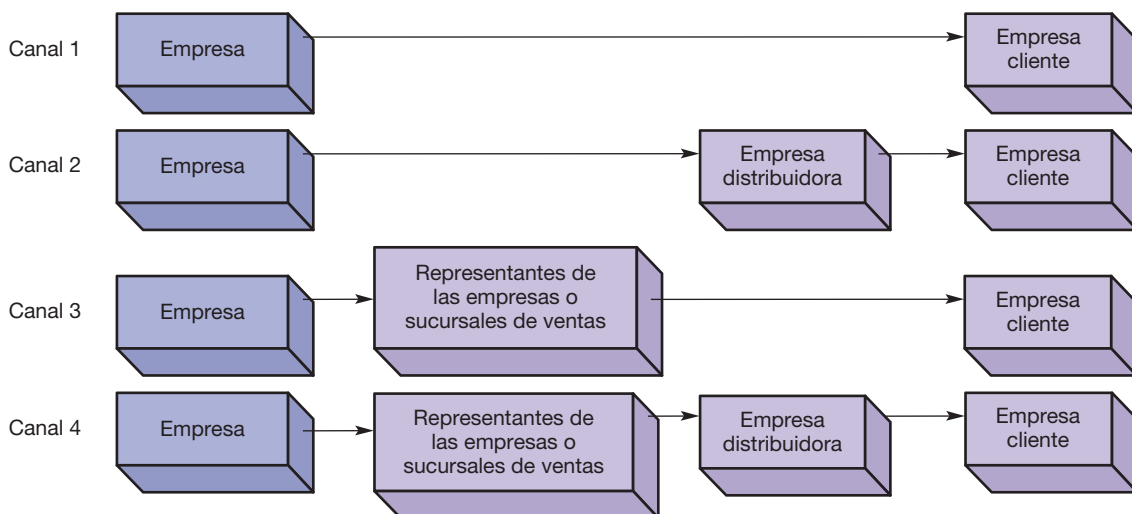 Canal 1
Empresa
Empresa
cliente
Canal 2
Empresa
Empresa
distribuidora
Empresa
cliente
Canal 3
Empresa
Representantes de
las empresas o
sucursales de ventas
Empresa
cliente
Canal 4
Empresa
Representantes de
las empresas o
sucursales de ventas
Empresa
distribuidora
Empresa
cliente